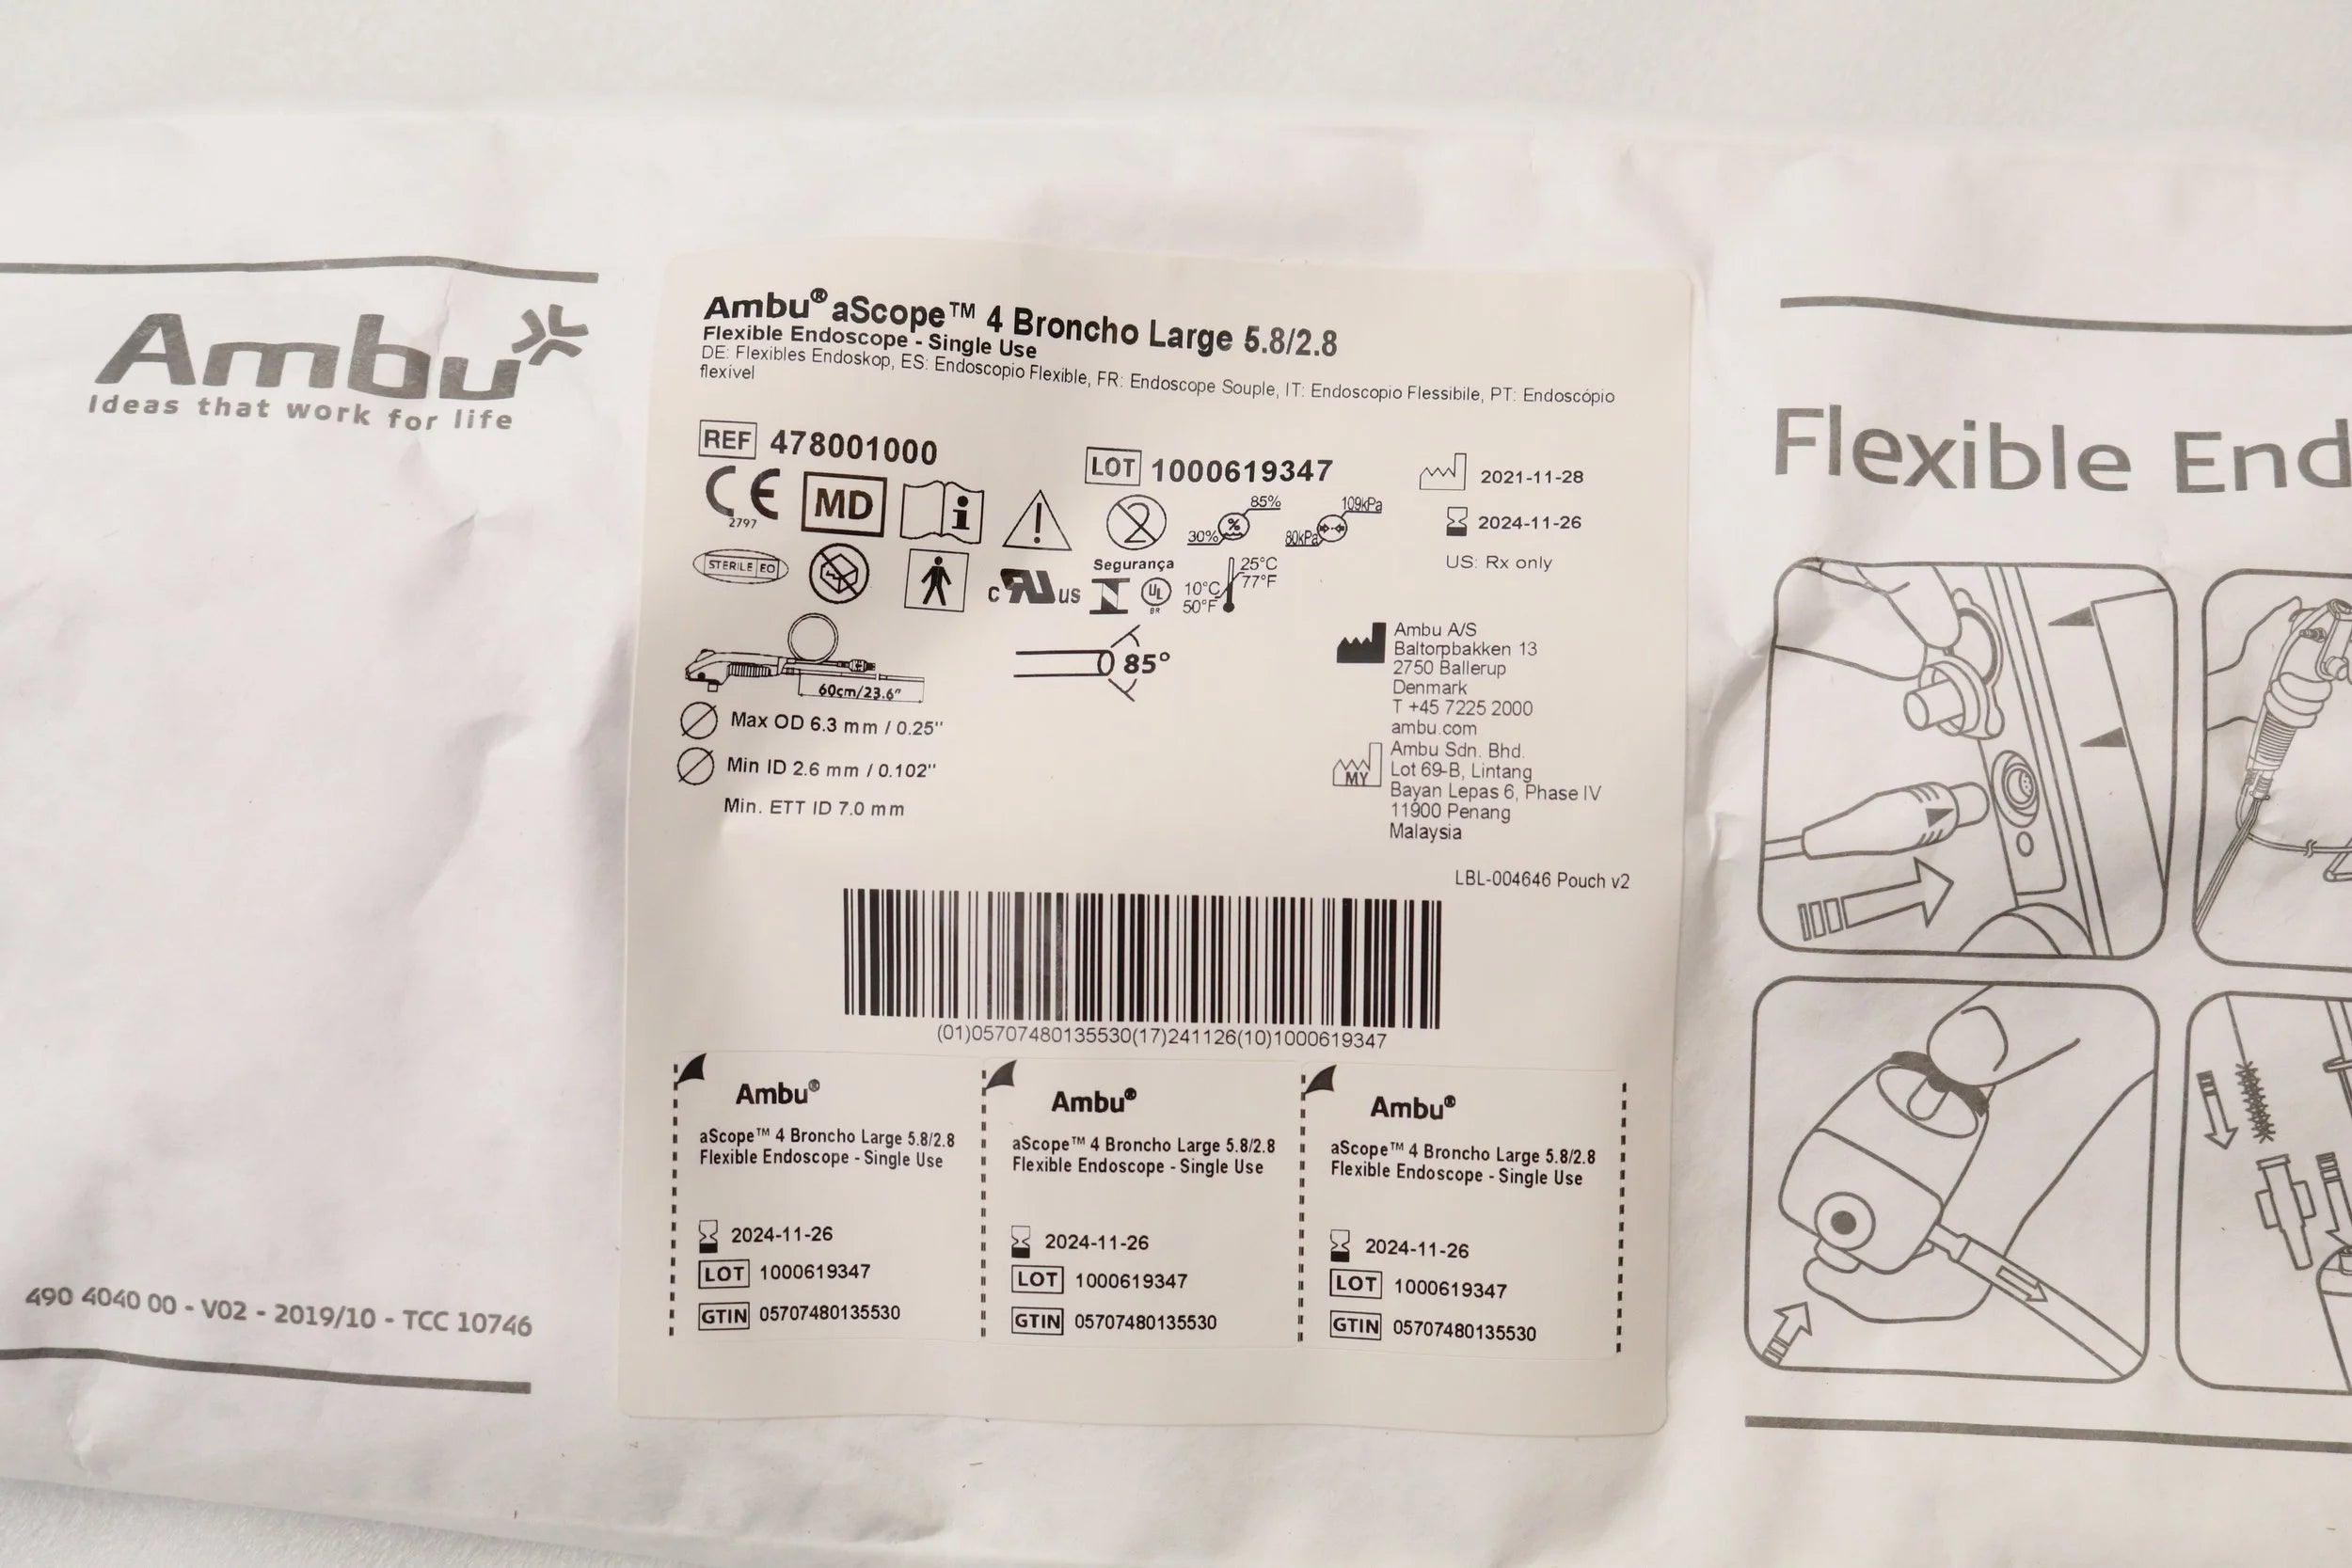 Ambu
Ideas that work for life
490 4040 00 - V02 - 2019/10 - TCC 10746
Ambu® aScope™ 4 Broncho Large 5.8/2.8
Flexible Endoscope - Single Use
DE: Flexibles Endoskop, ES: Endoscopio Flexible, FR: Endoscope Souple, IT: Endoscopio Flessibile, PT: Endoscópio
flexível
REF 478001000
LOT 1000619347
2021-11-28
CE
2797
MD
2
30% % 85%
80kPa 109kPa
2024-11-26
STERILE EO
c RU us
Segurança
UL
BR
10°C
50°F
25°C
77°F
US: Rx only
60cm/23.6"
85°
Max OD 6.3 mm / 0.25"
Min ID 2.6 mm / 0.102"
Min. ETT ID 7.0 mm
Ambu A/S
Baltorpbakken 13
2750 Ballerup
Denmark
T +45 7225 2000
ambu.com
MY
Ambu Sdn. Bhd.
Lot 69-B, Lintang
Bayan Lepas 6, Phase IV
11900 Penang
Malaysia
LBL-004646 Pouch v2
(01)05707480135530(17)241126(10)1000619347
Ambu®
aScope™ 4 Broncho Large 5.8/2.8
Flexible Endoscope - Single Use
2024-11-26
LOT 1000619347
GTIN 05707480135530
Ambu®
aScope™ 4 Broncho Large 5.8/2.8
Flexible Endoscope - Single Use
2024-11-26
LOT 1000619347
GTIN 05707480135530
Ambu®
aScope™ 4 Broncho Large 5.8/2.8
Flexible Endoscope - Single Use
2024-11-26
LOT 1000619347
GTIN 05707480135530
Flexible End